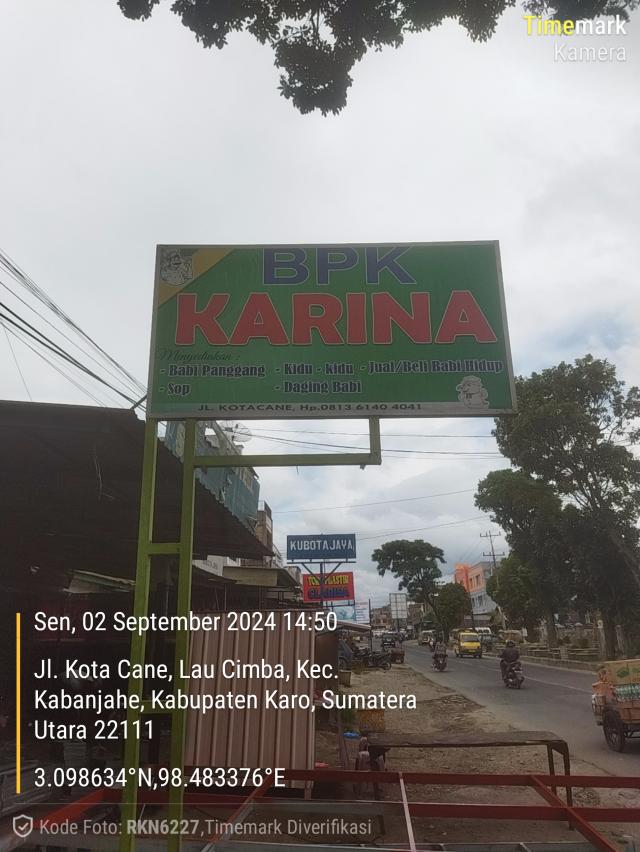 Timemark
Kamera
BPK
KARINA
Menyediakan :
- Babi Panggang - Kidu - kidu - Jual/Beli Babi Hidup
- Sop - Daging Babi
JL. KOTACANE, Hp.0813 6140 4041
KUBOTA JAYA
Sen, 02 September 2024 14:50
Jl. Kota Cane, Lau Cimba, Kec.
Kabanjahe, Kabupaten Karo, Sumatera
Utara 22111
3.098634°N,98.483376°E
Kode Foto: RKN6227,Timemark Diverifikasi